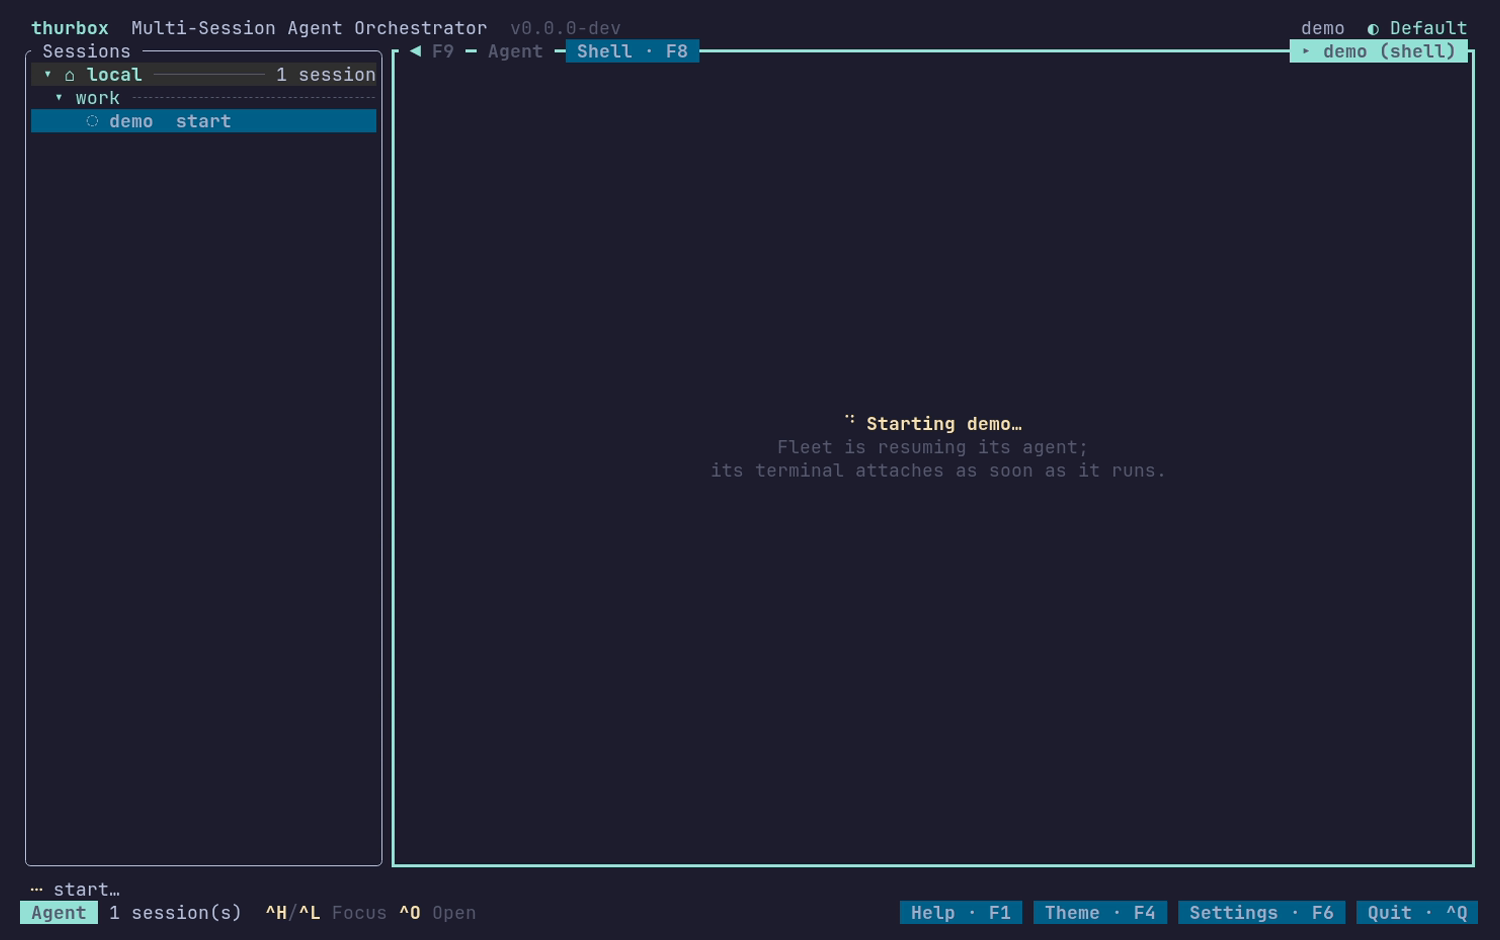 thurbox  Multi-Session Agent Orchestrator  v0.0.0-dev  demo  ◐ Default
Sessions  ◀ F9  Agent  Shell · F8  ▸ demo (shell)
▾ ⌂ local  1 session
▾ work
◌ demo  start
⠙ Starting demo…
Fleet is resuming its agent;
its terminal attaches as soon as it runs.
⋯ start…
Agent  1 session(s)  ^H/^L Focus ^O Open  Help · F1  Theme · F4  Settings · F6  Quit · ^Q